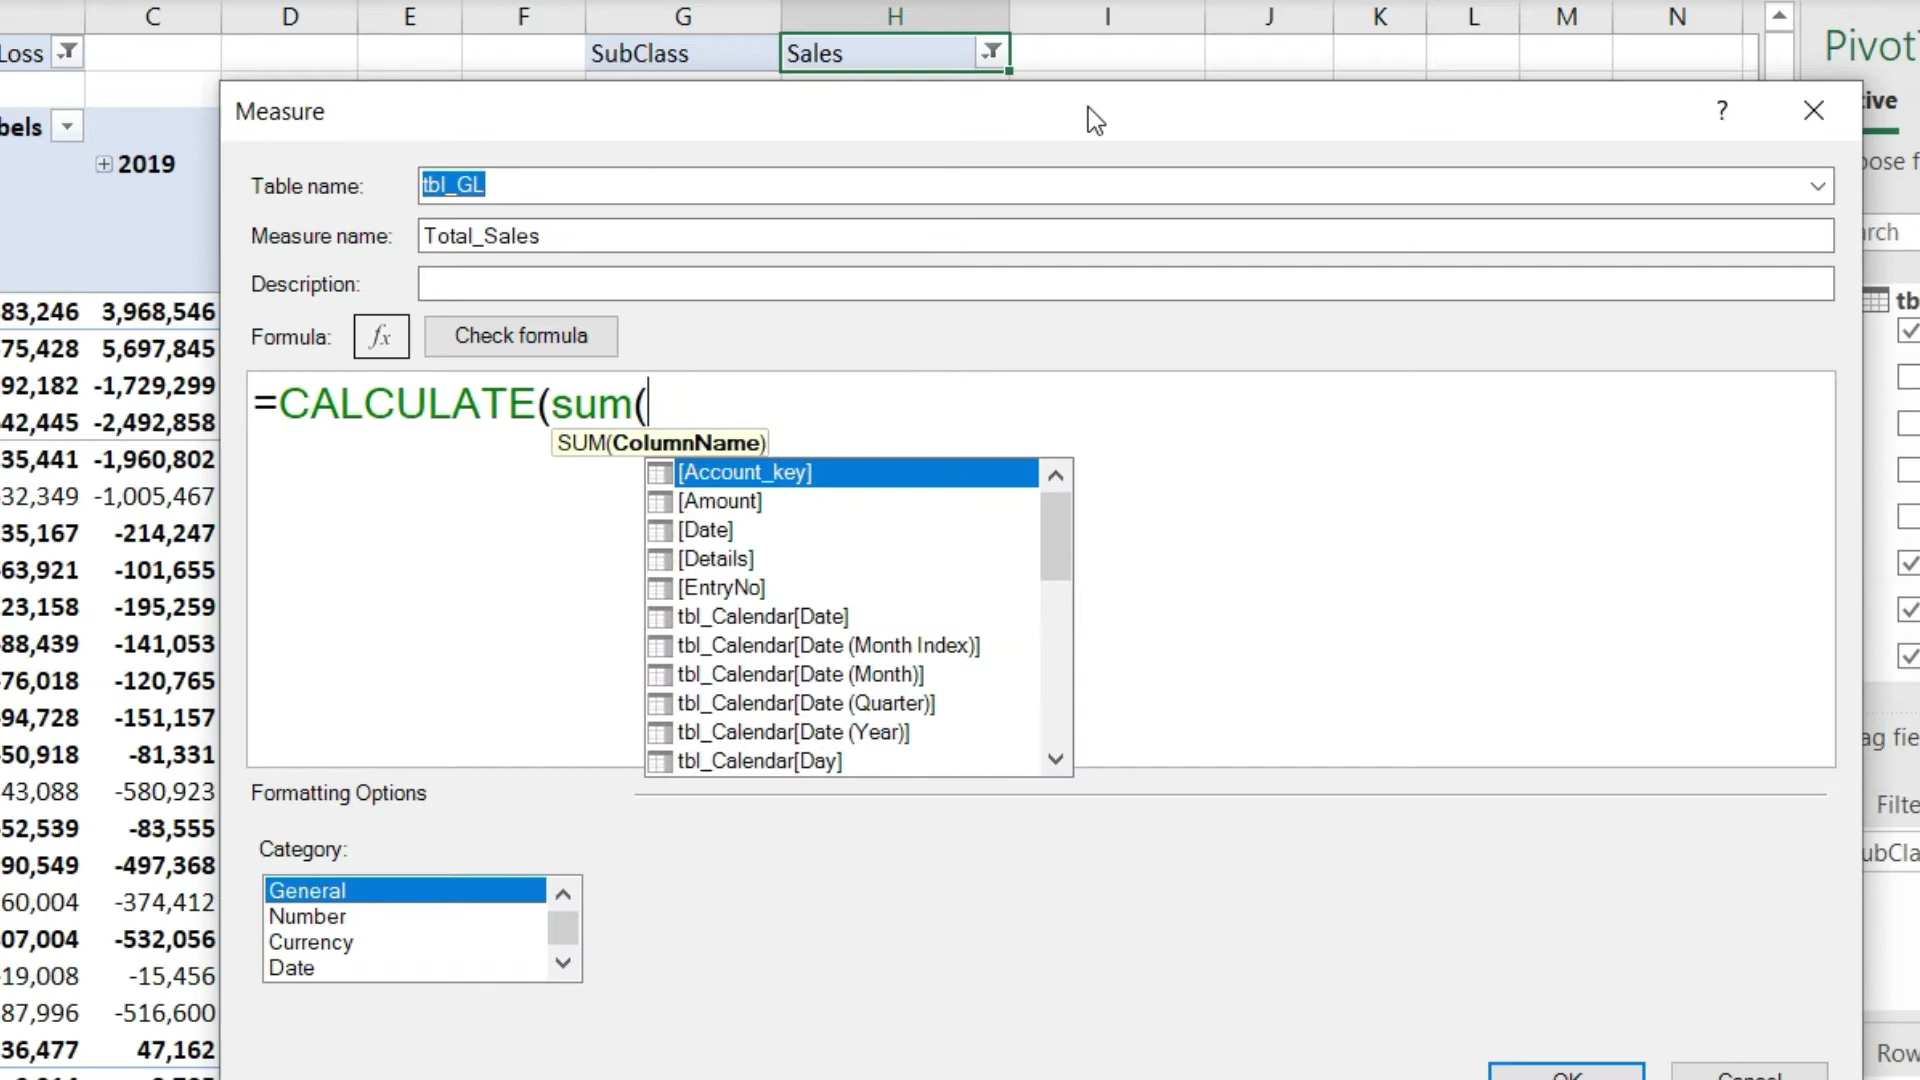 C D E F G H I J K L M N
Loss SubClass Sales
Pivot
Measure ?
tive
bels
2019
Table name: tbl_GL
Measure name: Total_Sales
Description:
Formula: fx Check formula
=CALCULATE(sum(
SUM(ColumnName)
[Account_key]
[Amount]
[Date]
[Details]
[EntryNo]
tbl_Calendar[Date]
tbl_Calendar[Date (Month Index)]
tbl_Calendar[Date (Month)]
tbl_Calendar[Date (Quarter)]
tbl_Calendar[Date (Year)]
tbl_Calendar[Day]
Formatting Options
Category:
General
Number
Currency
Date
OK Cancel
83,246 3,968,546
75,428 5,697,845
92,182 -1,729,299
42,445 -2,492,858
35,441 -1,960,802
32,349 -1,005,467
35,167 -214,247
63,921 -101,655
23,158 -195,259
88,439 -141,053
76,018 -120,765
94,728 -151,157
50,918 -81,331
43,088 -580,923
52,539 -83,555
90,549 -497,368
60,004 -374,412
07,004 -532,056
19,008 -15,456
87,996 -516,600
36,477 47,162
oose f
arch
tb
ag fie
Filte
ubCla
Row